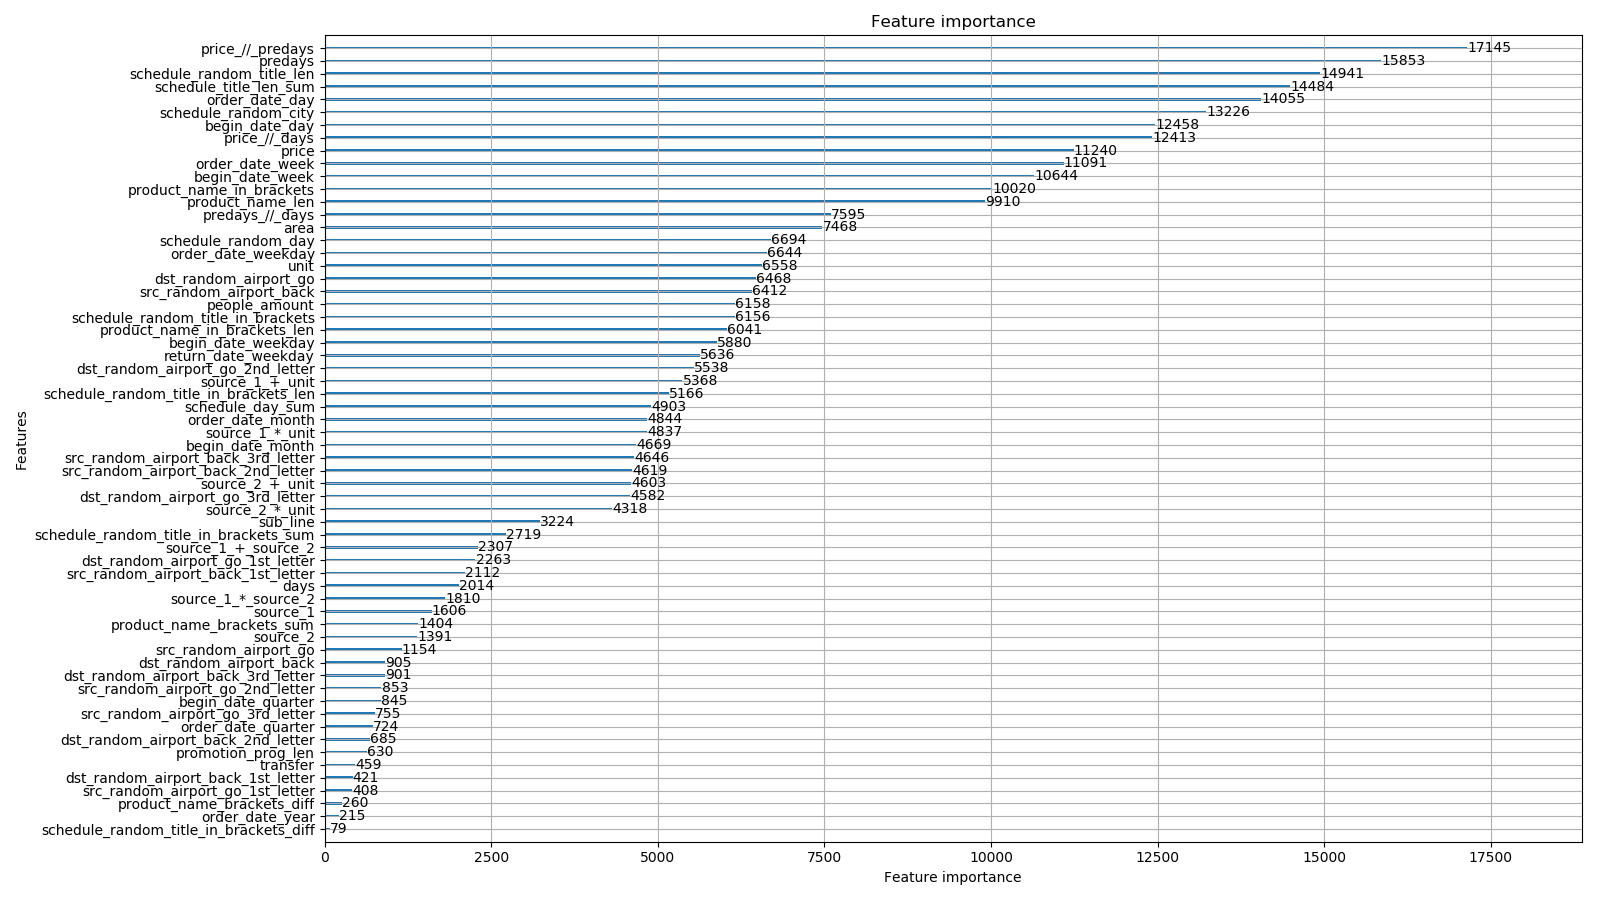 Feature importance
price_//_predays 17145
predays 15853
schedule_random_title_len 14941
schedule_title_len_sum 14484
order_date_day 14055
schedule_random_city 13226
begin_date_day 12458
price_//_days 12413
price 11240
order_date_week 11091
begin_date_week 10644
product_name_in_brackets 10020
product_name_len 9910
predays_//_days 7595
area 7468
schedule_random_day 6694
order_date_weekday 6644
unit 6558
dst_random_airport_go 6468
src_random_airport_back 6412
people_amount 6158
schedule_random_title_in_brackets 6156
product_name_in_brackets_len 6041
begin_date_weekday 5880
return_date_weekday 5636
dst_random_airport_go_2nd_letter 5538
source_1_+_unit 5368
schedule_random_title_in_brackets_len 5166
schedule_day_sum 4903
order_date_month 4844
source_1_*_unit 4837
begin_date_month 4669
src_random_airport_back_3rd_letter 4646
src_random_airport_back_2nd_letter 4619
source_2_+_unit 4603
dst_random_airport_go_3rd_letter 4582
source_2_*_unit 4318
sub_line 3224
schedule_random_title_in_brackets_sum 2719
source_1_+_source_2 2307
dst_random_airport_go_1st_letter 2263
src_random_airport_back_1st_letter 2112
days 2014
source_1_*_source_2 1810
source_1 1606
product_name_brackets_sum 1404
source_2 1391
src_random_airport_go 1154
dst_random_airport_back 905
dst_random_airport_back_3rd_letter 901
src_random_airport_go_2nd_letter 853
begin_date_quarter 845
src_random_airport_go_3rd_letter 755
order_date_quarter 724
dst_random_airport_back_2nd_letter 685
promotion_prog_len 630
transfer 459
dst_random_airport_back_1st_letter 421
src_random_airport_go_1st_letter 408
product_name_brackets_diff 260
order_date_year 215
schedule_random_title_in_brackets_diff 79
Features
0 2500 5000 7500 10000 12500 15000 17500
Feature importance